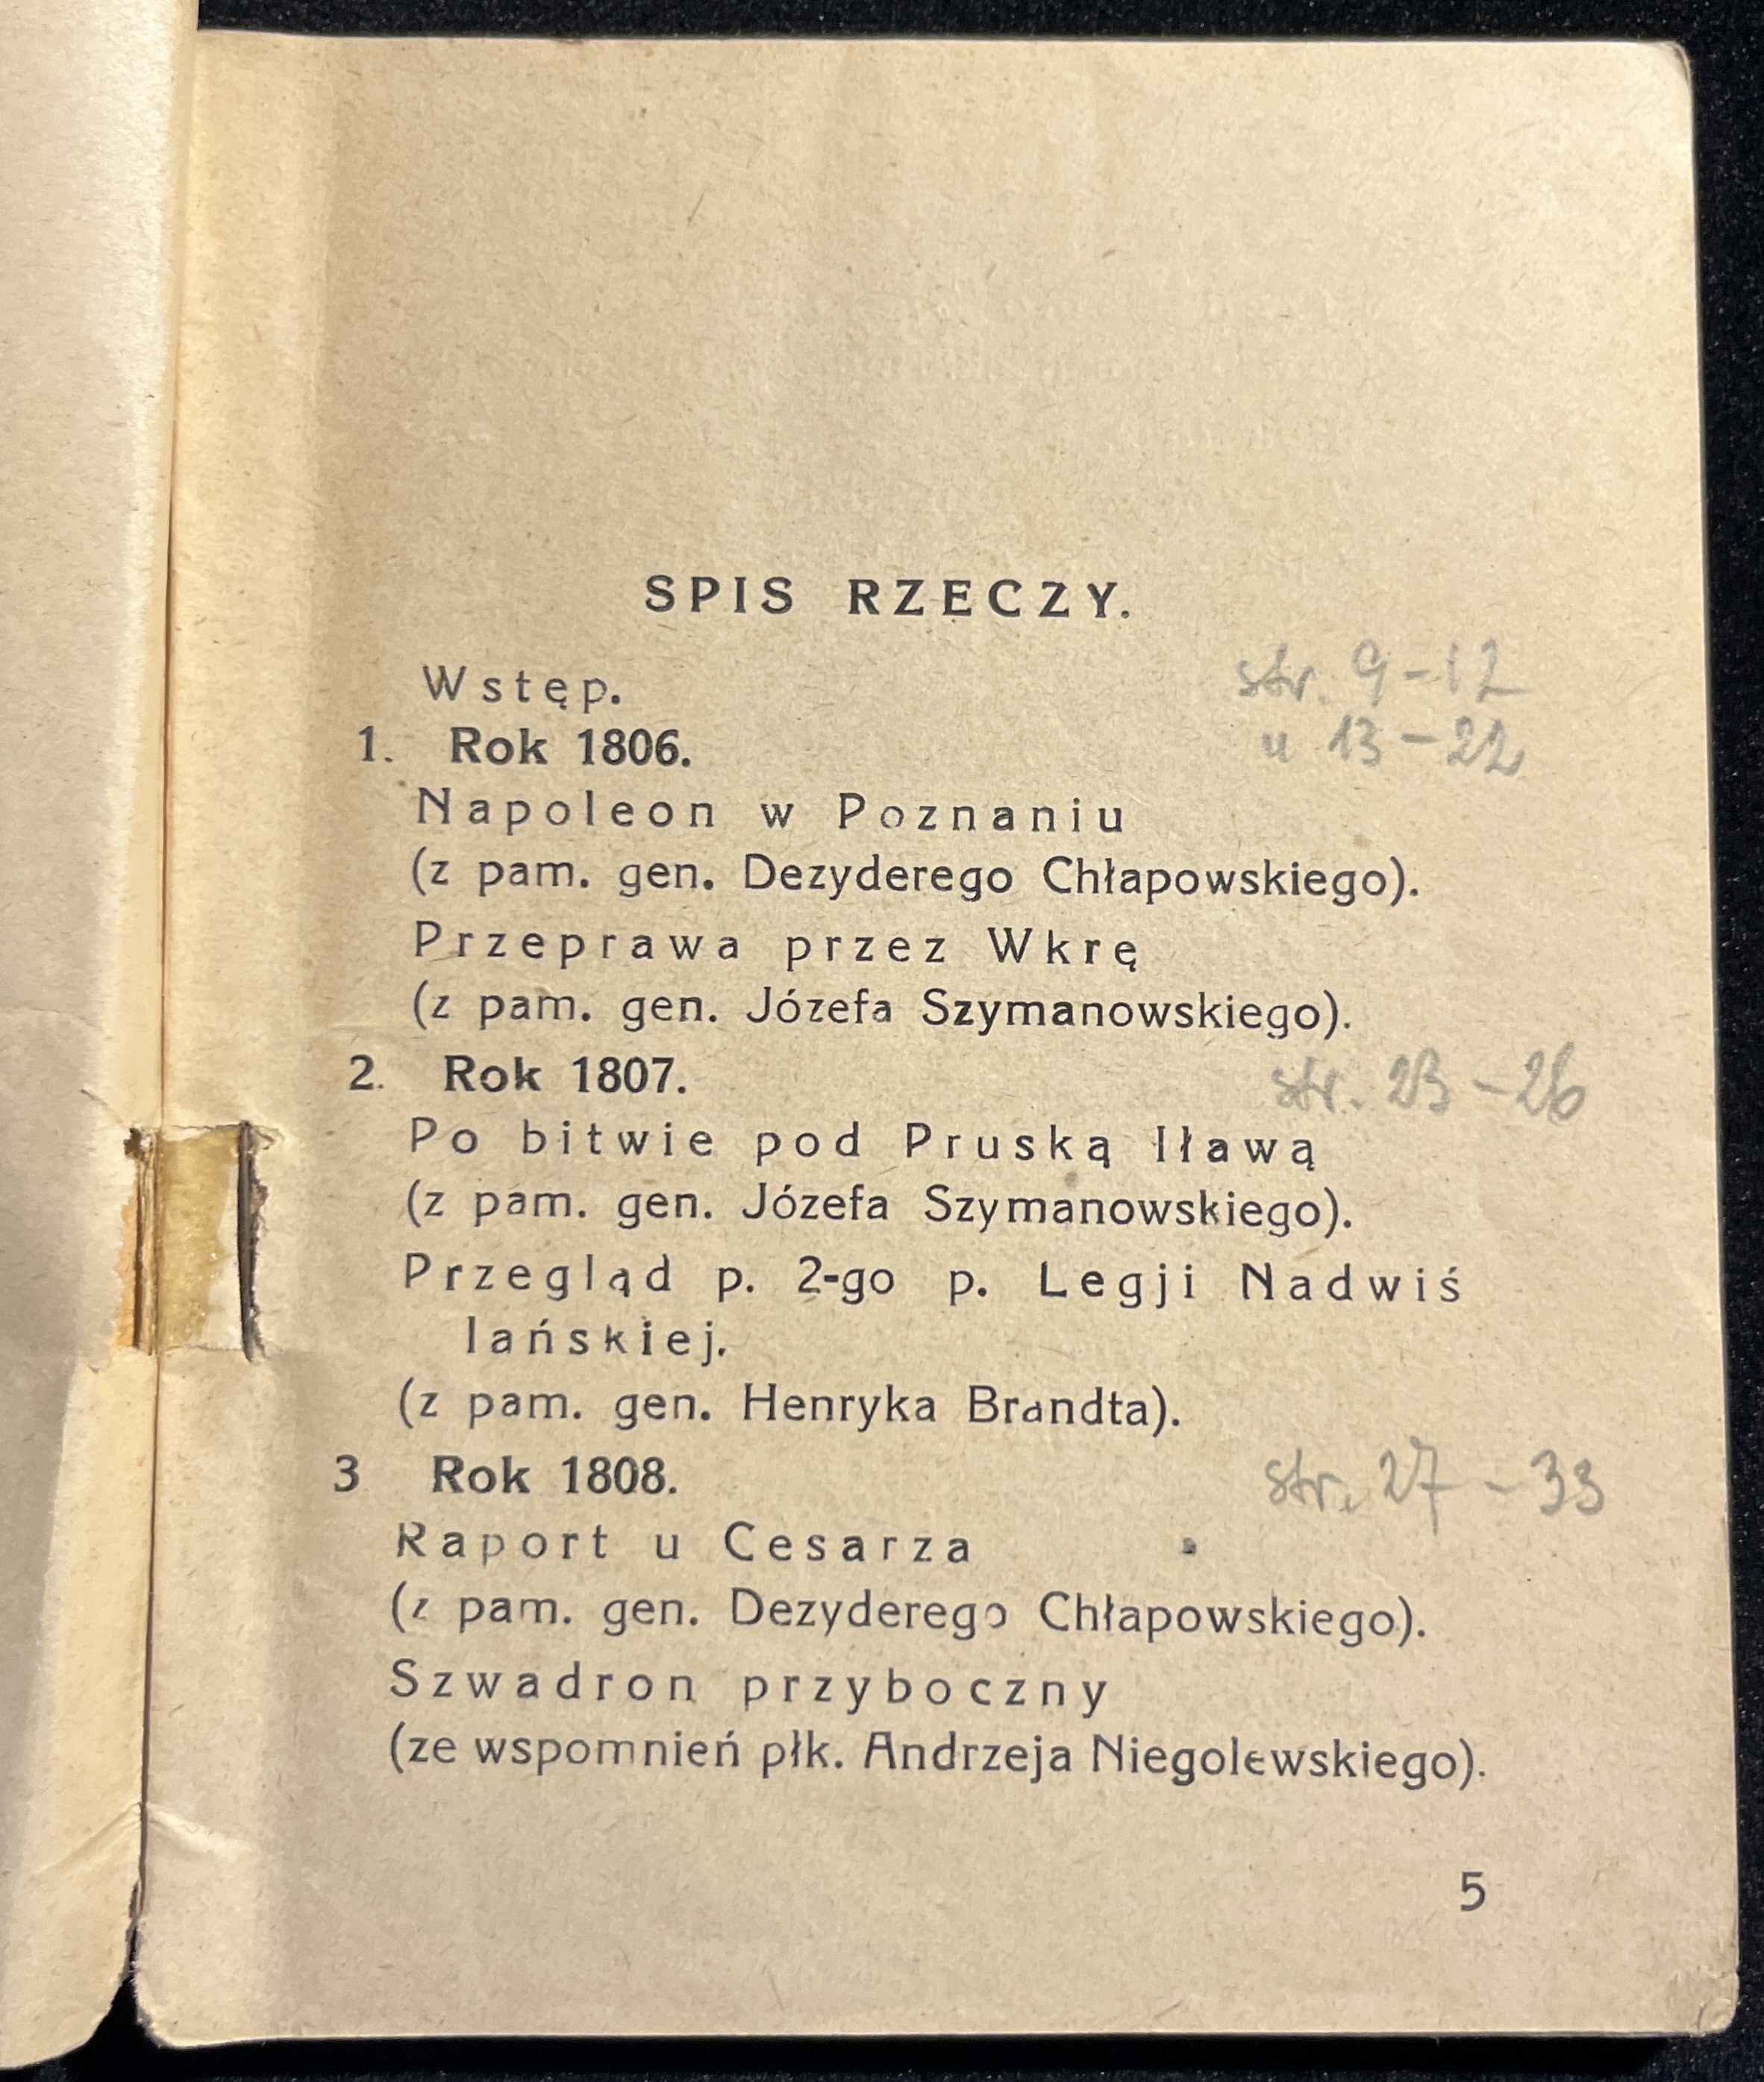 SPIS RZECZY.
Wstęp. str. 9-12
1. Rok 1806. u 13-22
Napoleon w Poznaniu
(z pam. gen. Dezyderego Chłapowskiego).
Przeprawa przez Wkrę
(z pam. gen. Józefa Szymanowskiego).
2. Rok 1807. str. 23-26
Po bitwie pod Pruską Iławą
(z pam. gen. Józefa Szymanowskiego).
Przegląd p. 2-go p. Legji Nadwiś
lańskiej.
(z pam. gen. Henryka Brandta).
3 Rok 1808. str. 27-33
Raport u Cesarza
(z pam. gen. Dezyderego Chłapowskiego).
Szwadron przyboczny
(ze wspomnień płk. Andrzeja Niegolewskiego).
5